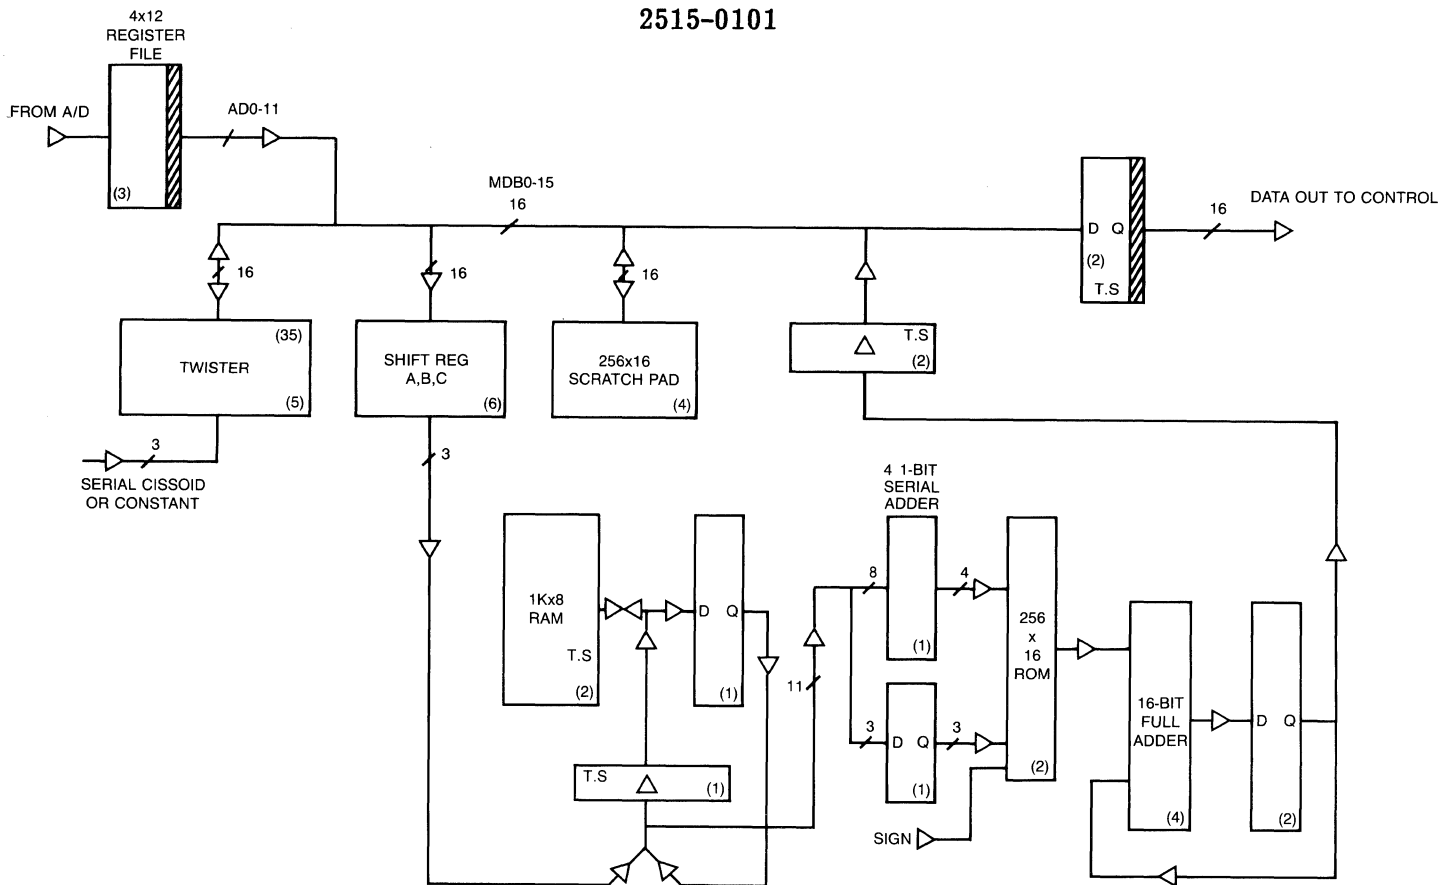 2515-0101
4x12
REGISTER
FILE
FROM A/D
(3)
AD0-11
MDB0-15
16
D Q
(2)
T.S
16
DATA OUT TO CONTROL
16
16
16
(35)
TWISTER
(5)
SHIFT REG
A,B,C
(6)
256x16
SCRATCH PAD
(4)
T.S
(2)
3
SERIAL CISSOID
OR CONSTANT
3
1Kx8
RAM
T.S
(2)
D Q
(1)
T.S
(1)
11
4 1-BIT
SERIAL
ADDER
8
(1)
4
3
D Q
(1)
3
SIGN
256
x
16
ROM
(2)
16-BIT
FULL
ADDER
(4)
D Q
(2)